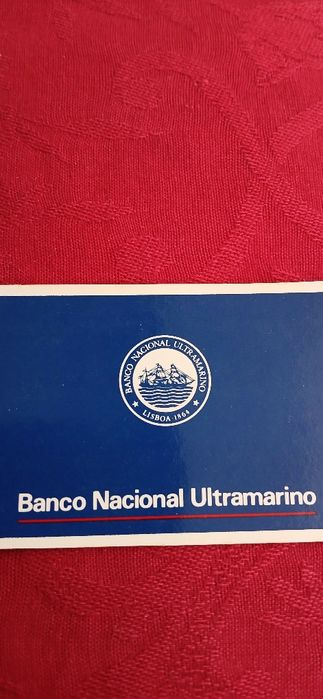 BANCO NACIONAL ULTRAMARINO
LISBOA · 1864
Banco Nacional Ultramarino